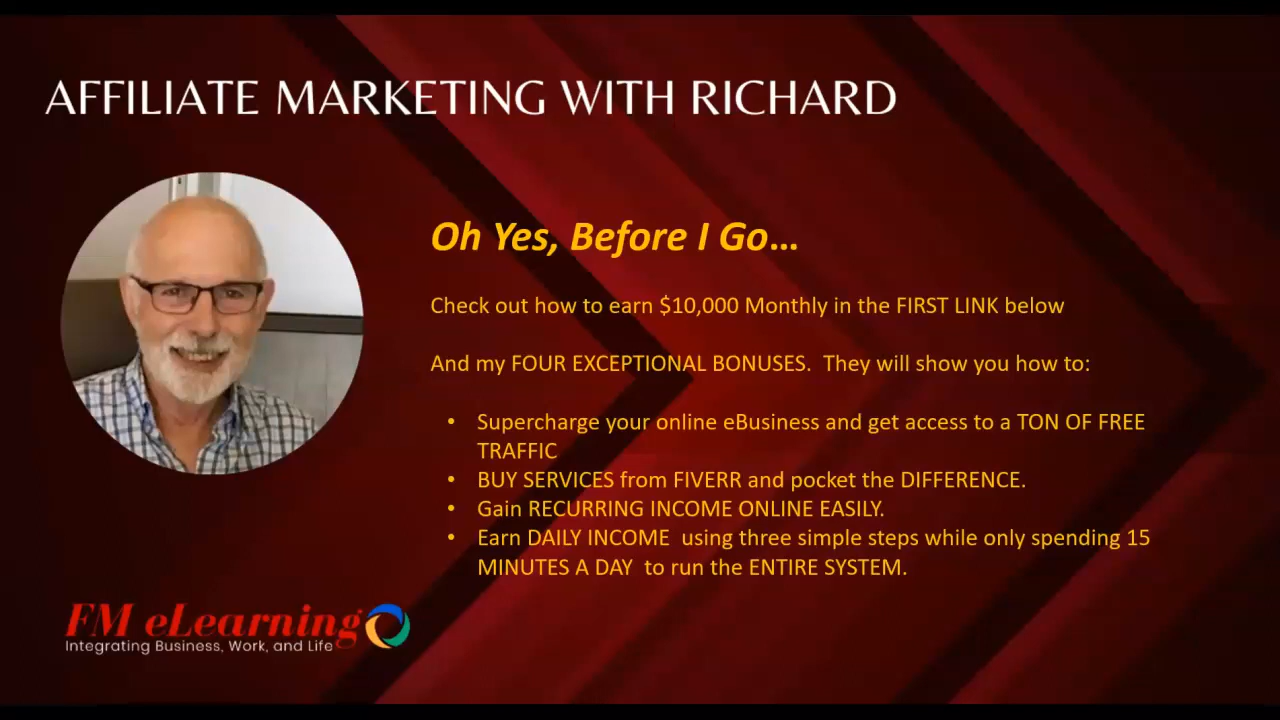 AFFILIATE MARKETING WITH RICHARD
Oh Yes, Before I Go...
Check out how to earn $10,000 Monthly in the FIRST LINK below
And my FOUR EXCEPTIONAL BONUSES.  They will show you how to:
• Supercharge your online eBusiness and get access to a TON OF FREE
TRAFFIC
• BUY SERVICES from FIVERR and pocket the DIFFERENCE.
• Gain RECURRING INCOME ONLINE EASILY.
• Earn DAILY INCOME  using three simple steps while only spending 15
MINUTES A DAY  to run the ENTIRE SYSTEM.
FM eLearning
Integrating Business, Work, and Life